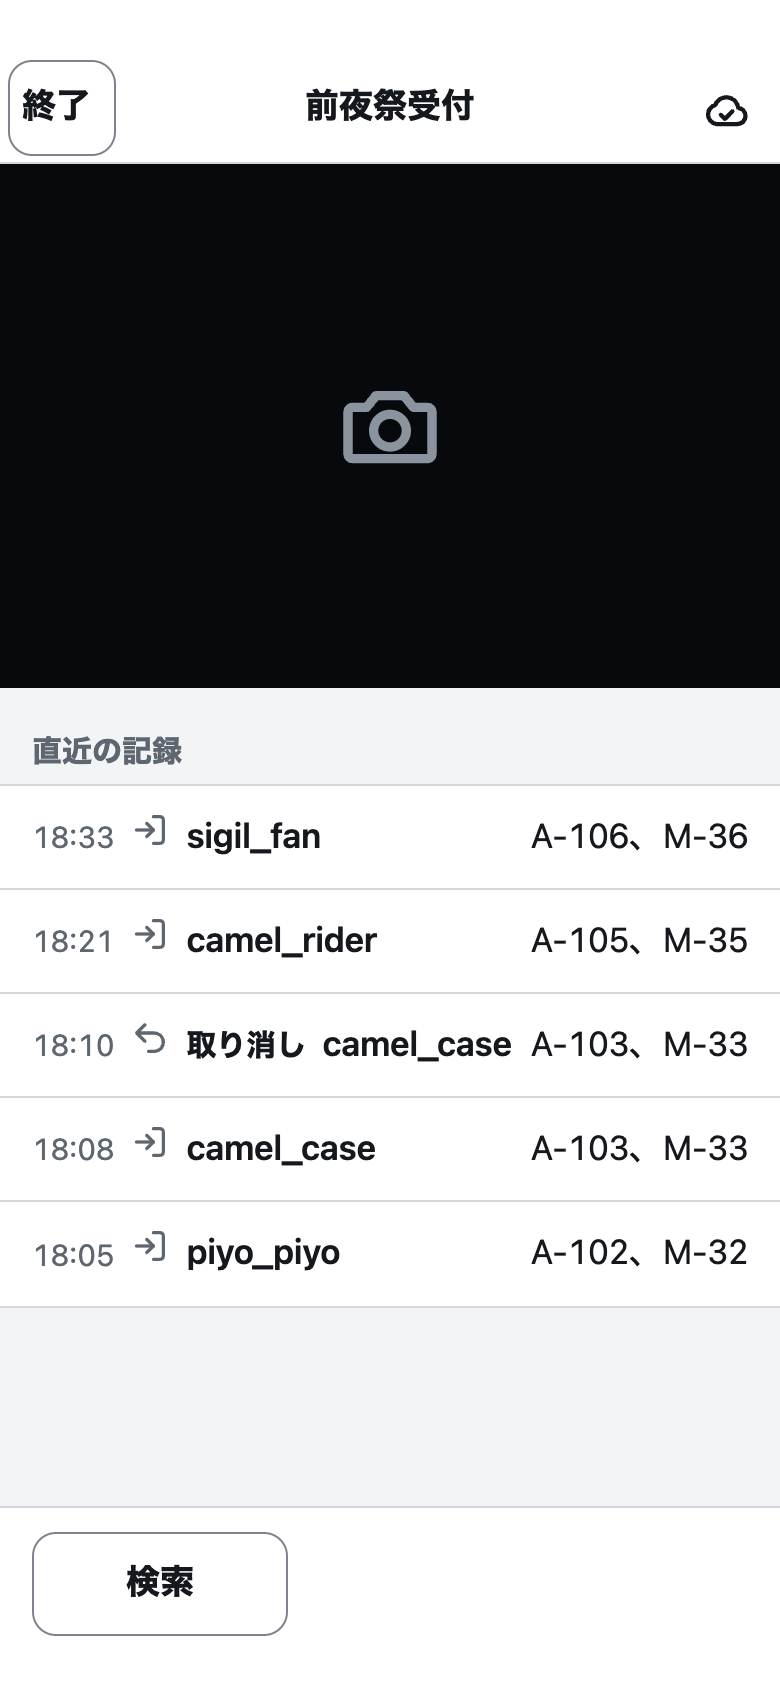 終了
前夜祭受付
直近の記録
18:33 sigil_fan A-106、M-36
18:21 camel_rider A-105、M-35
18:10 取り消し camel_case A-103、M-33
18:08 camel_case A-103、M-33
18:05 piyo_piyo A-102、M-32
検索